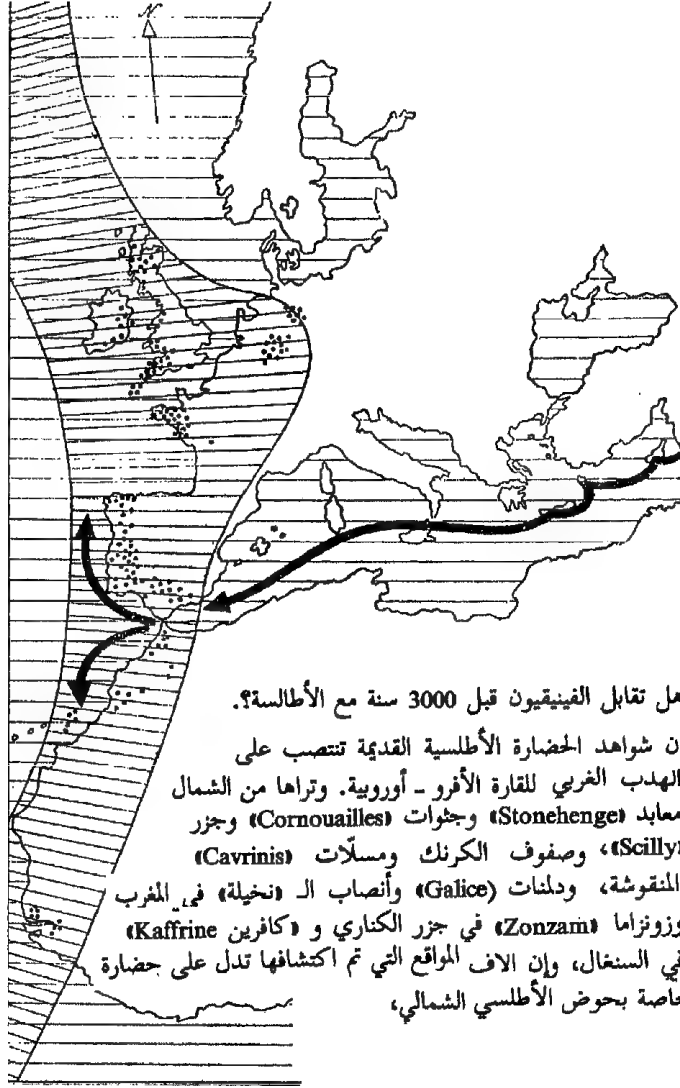 N
هل تقابل الفينيقيون قبل 3000 سنة مع الأطالسة؟.
ن شواهد الحضارة الأطلسية القديمة تنتصب على
الهدب الغربي للقارة الأفرو - أوروبية. وتراها من الشمال
معابد «Stonehenge» وجثوات «Cornouailles» وجزر
«Scilly»، وصفوف الكرنك ومسلّات «Cavrinis»
المنقوشة، ودلمنات (Galice» وأنصاب الـ «نخيلة» في المغرب
وزونزاما «Zonzam» في جزر الكناري و «كافرين Kaffrine»
في السنغال، وإن الاف المواقع التي تم اكتشافها تدل على حضارة
خاصة بحوض الأطلسي الشمالي،